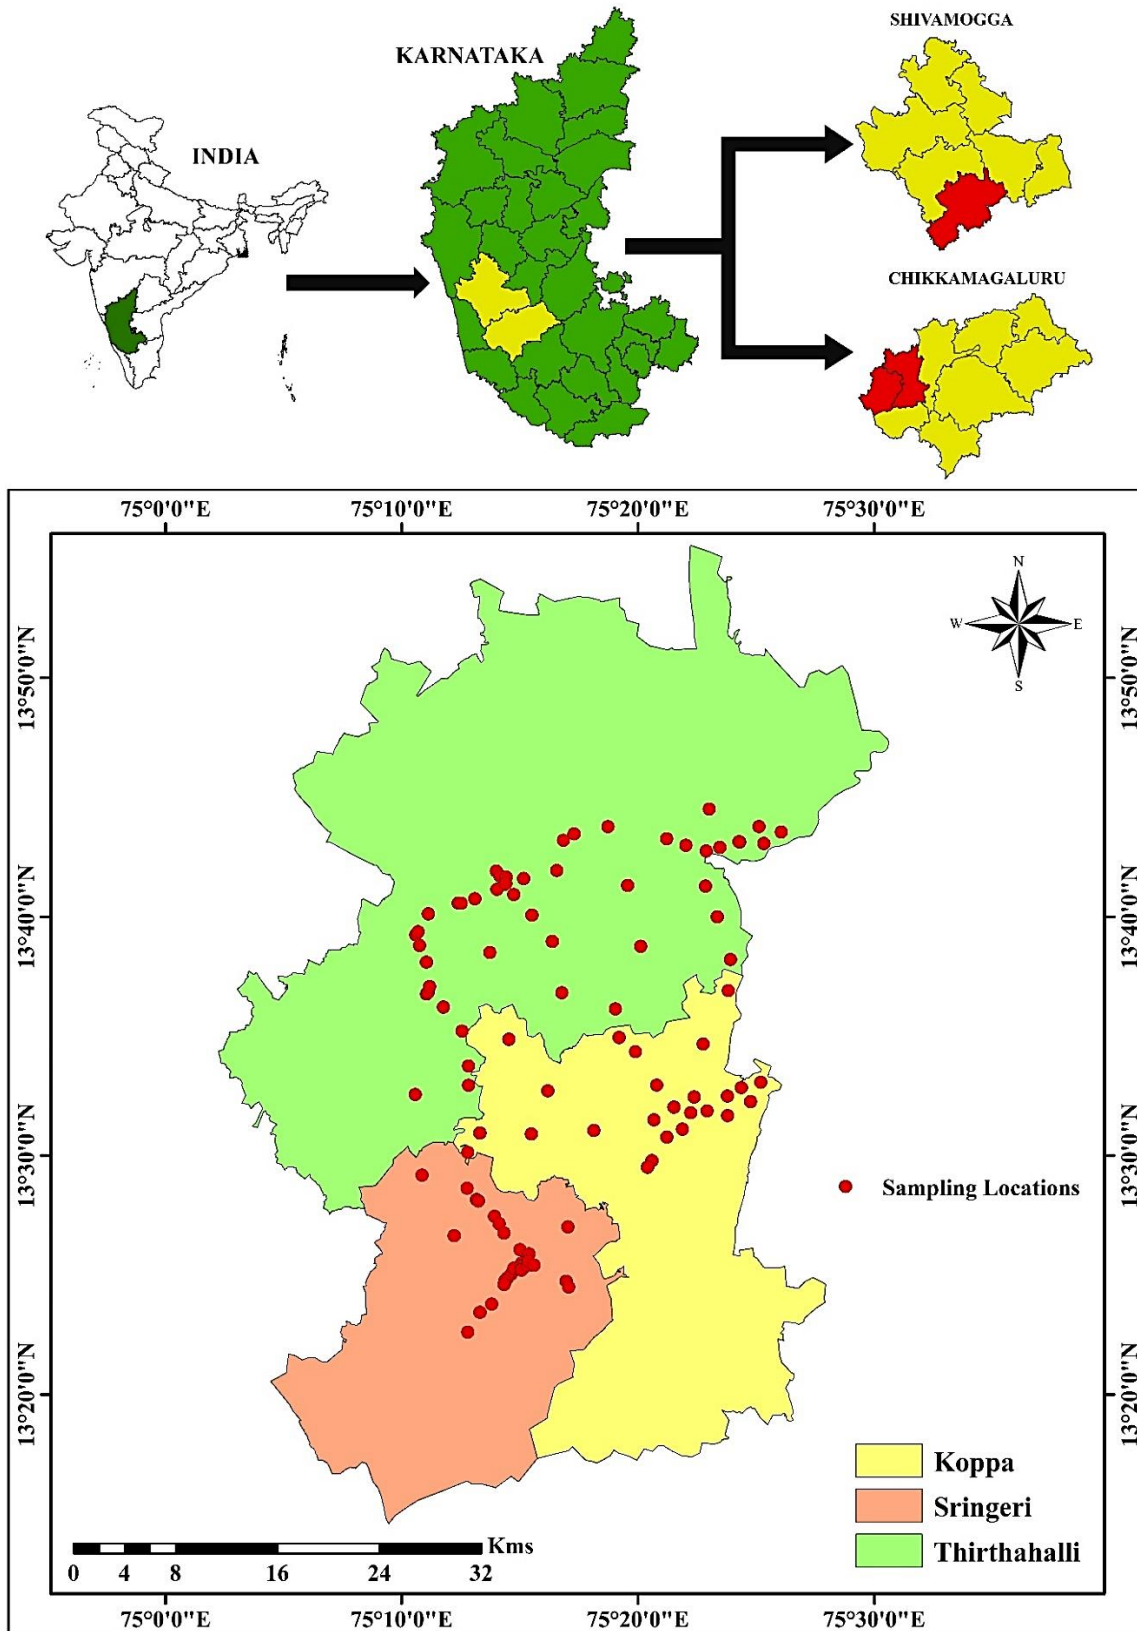 SHIVAMOGGA
KARNATAKA
INDIA
CHIKKAMAGALURU
75°0'0"E 75°10'0"E 75°20'0"E 75°30'0"E
N
W E
S
13°50'0"N 13°50'0"N
13°40'0"N 13°40'0"N
13°30'0"N 13°30'0"N
Sampling Locations
13°20'0"N 13°20'0"N
Koppa
Sringeri
Thirthahalli
Kms
0 4 8 16 24 32
75°0'0"E 75°10'0"E 75°20'0"E 75°30'0"E